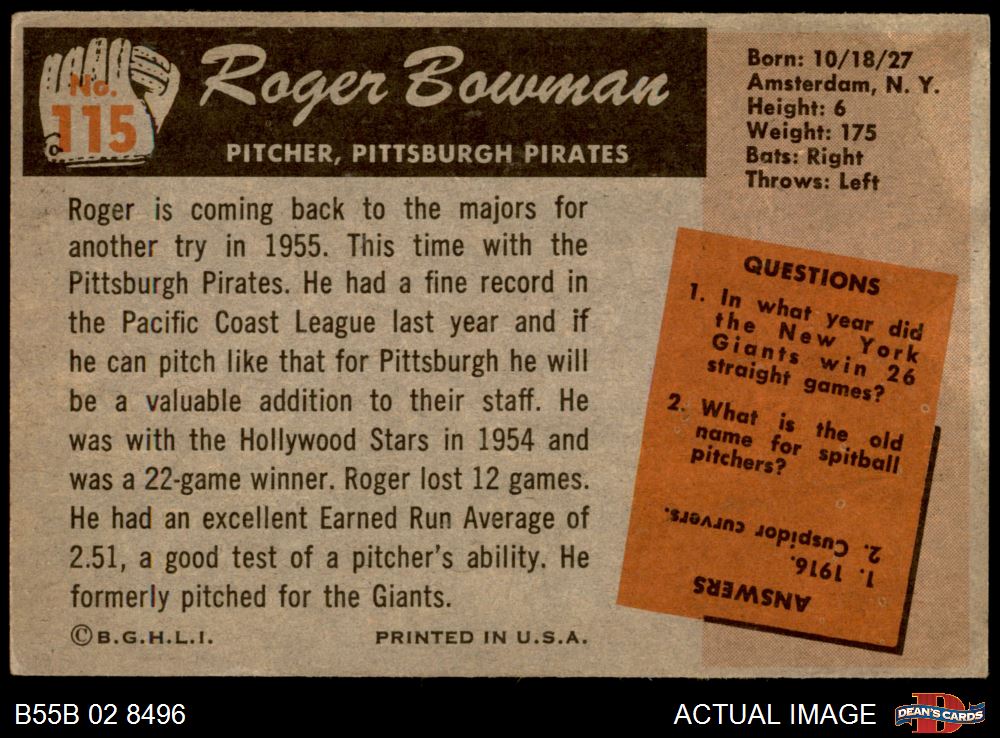 No.
115
Roger Bowman
PITCHER, PITTSBURGH PIRATES
Born: 10/18/27
Amsterdam, N. Y.
Height: 6
Weight: 175
Bats: Right
Throws: Left
Roger is coming back to the majors for
another try in 1955. This time with the
Pittsburgh Pirates. He had a fine record in
the Pacific Coast League last year and if
he can pitch like that for Pittsburgh he will
be a valuable addition to their staff. He
was with the Hollywood Stars in 1954 and
was a 22-game winner. Roger lost 12 games.
He had an excellent Earned Run Average of
2.51, a good test of a pitcher's ability. He
formerly pitched for the Giants.
©B.G.H.L.I. PRINTED IN U.S.A.
QUESTIONS
1. In what year did
the New York
Giants win 26
straight games?
2. What is the old
name for spitball
pitchers?
ANSWERS
1. 1916.
2. Cuspidor curvers.
B55B 02 8496
ACTUAL IMAGE
D
DEAN'S CARDS